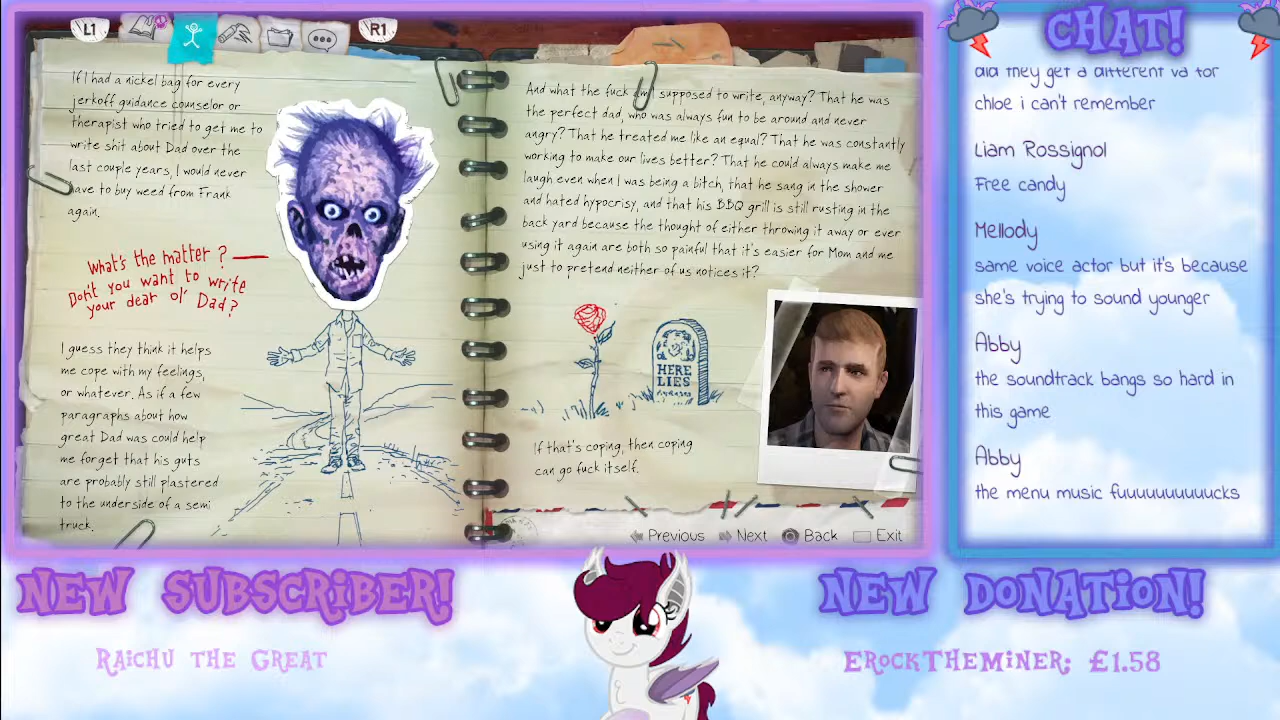 L1
R1
If I had a nickel bag for every
jerkoff guidance counselor or
therapist who tried to get me to
write shit about Dad over the
last couple years, I would never
have to buy weed from Frank
again.
What's the matter?
Don't you want to write
your dear ol' Dad?
I guess they think it helps
me cope with my feelings,
or whatever. As if a few
paragraphs about how
great Dad was could help
me forget that his guts
are probably still plastered
to the underside of a semi
truck.
And what the fuck am I supposed to write, anyway? That he was
the perfect dad, who was always fun to be around and never
angry? That he treated me like an equal? That he was constantly
working to make our lives better? That he could always make me
laugh even when I was being a bitch, that he sang in the shower
and hated hypocrisy, and that his BBQ grill is still rusting in the
back yard because the thought of either throwing it away or ever
using it again are both so painful that it's easier for Mom and me
just to pretend neither of us notices it?
HERE
LIES
If that's coping, then coping
can go fuck itself.
Previous
Next
Back
Exit
CHAT!
did they get a different va for
chloe i can't remember
Liam Rossignol
Free candy
Mellody
same voice actor but it's because
she's trying to sound younger
Abby
the soundtrack bangs so hard in
this game
Abby
the menu music fuuuuuuuuuucks
NEW SUBSCRIBER!
RAICHU THE GREAT
NEW DONATION!
EROCKTHEMINER: £1.58